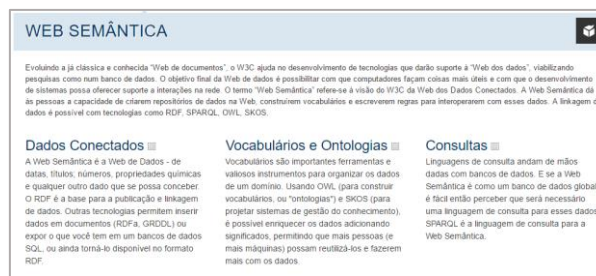 WEB SEMÂNTICA
Evoluindo a já clássica e conhecida "Web de documentos", o W3C ajuda no desenvolvimento de tecnologias que darão suporte à "Web dos dados", viabilizando
pesquisas como num banco de dados. O objetivo final da Web de dados é possibilitar com que computadores façam coisas mais úteis e com que o desenvolvimento
de sistemas possa oferecer suporte a interações na rede. O termo "Web Semântica" refere-se à visão do W3C da Web dos Dados Conectados. A Web Semântica dá
às pessoas a capacidade de criarem repositórios de dados na Web, construírem vocabulários e escreverem regras para interoperarem com esses dados. A linkagem de
dados é possível com tecnologias como RDF, SPARQL, OWL, SKOS.
Dados Conectados
A Web Semântica é a Web de Dados - de
datas, títulos, números, propriedades químicas
e qualquer outro dado que se possa conceber.
O RDF é a base para a publicação e linkagem
de dados. Outras tecnologias permitem inserir
dados em documentos (RDFa, GRDDL) ou
expor o que você tem em um bancos de dados
SQL, ou ainda torná-lo disponível no formato
RDF.
Vocabulários e Ontologias
Vocabulários são importantes ferramentas e
valiosos instrumentos para organizar os dados
de um domínio. Usando OWL (para construir
vocabulários, ou "ontologias") e SKOS (para
projetar sistemas de gestão do conhecimento),
é possível enriquecer os dados adicionando
significados, permitindo que mais pessoas (e
mais máquinas) possam reutilizá-los e fazerem
mais com os dados.
Consultas
Linguagens de consulta andam de mãos
dadas com bancos de dados. E se a Web
Semântica é como um banco de dados global,
é fácil então perceber que será necessário
uma linguagem de consulta para esses dados.
SPARQL é a linguagem de consulta para a
Web Semântica.